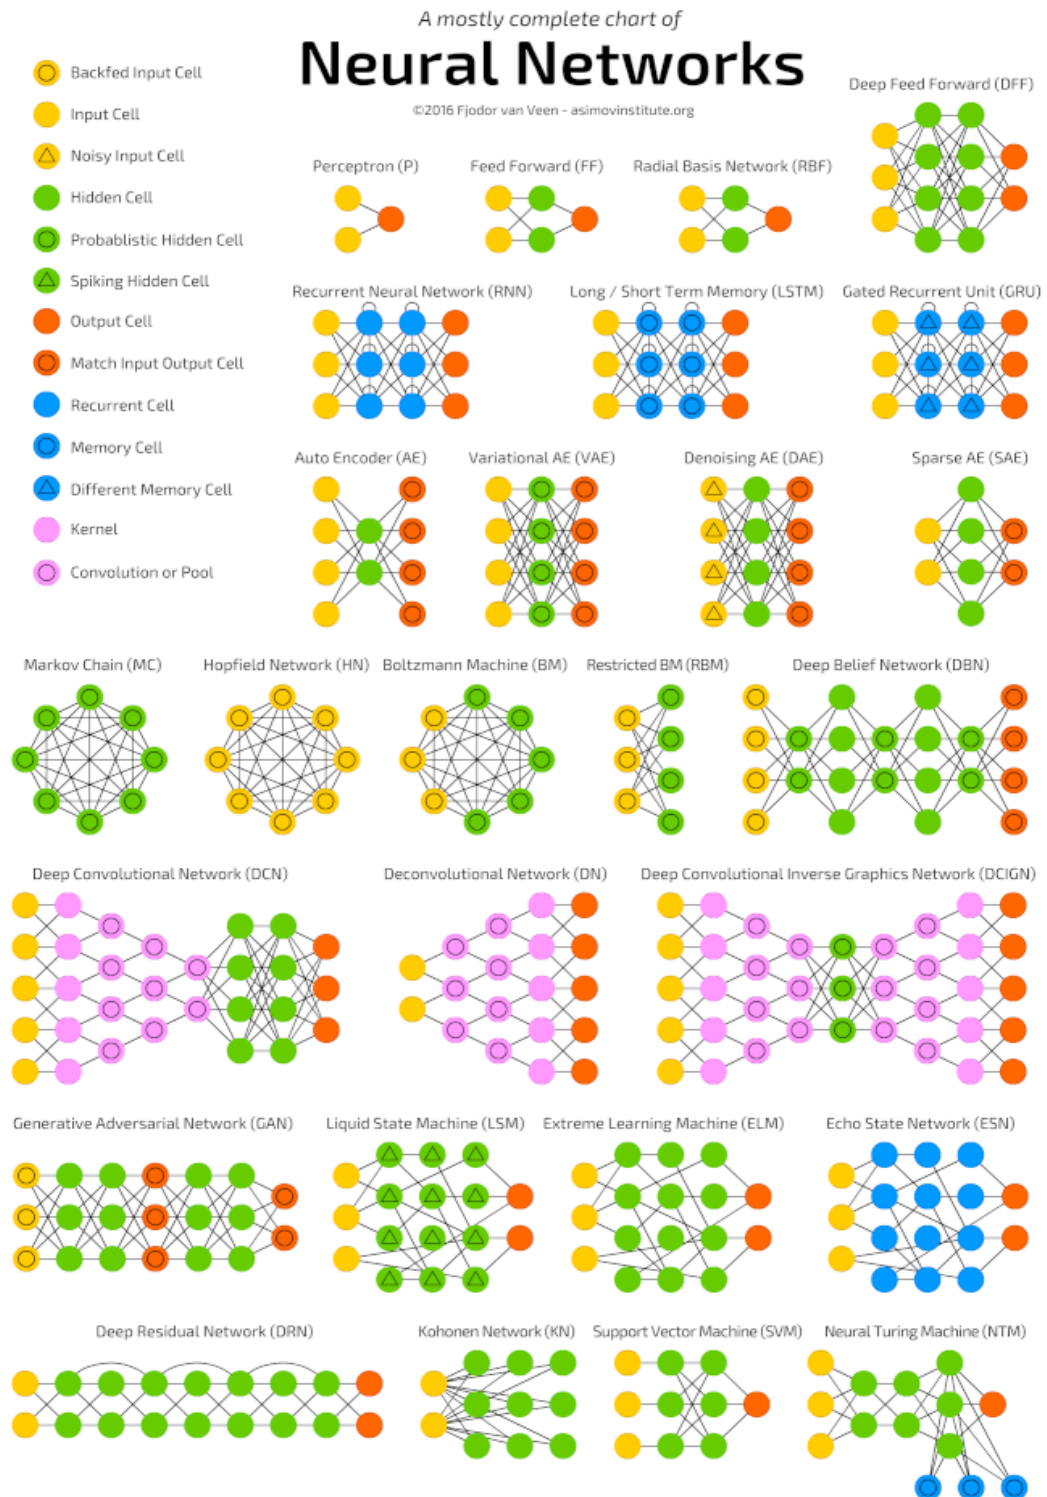 A mostly complete chart of
Neural Networks
©2016 Fjodor van Veen - asimovinstitute.org
Backfed Input Cell
Input Cell
Noisy Input Cell
Hidden Cell
Probablistic Hidden Cell
Spiking Hidden Cell
Output Cell
Match Input Output Cell
Recurrent Cell
Memory Cell
Different Memory Cell
Kernel
Convolution or Pool
Deep Feed Forward (DFF)
Perceptron (P)
Feed Forward (FF)
Radial Basis Network (RBF)
Recurrent Neural Network (RNN)
Long / Short Term Memory (LSTM)
Gated Recurrent Unit (GRU)
Auto Encoder (AE)
Variational AE (VAE)
Denoising AE (DAE)
Sparse AE (SAE)
Markov Chain (MC)
Hopfield Network (HN)
Boltzmann Machine (BM)
Restricted BM (RBM)
Deep Belief Network (DBN)
Deep Convolutional Network (DCN)
Deconvolutional Network (DN)
Deep Convolutional Inverse Graphics Network (DCIGN)
Generative Adversarial Network (GAN)
Liquid State Machine (LSM)
Extreme Learning Machine (ELM)
Echo State Network (ESN)
Deep Residual Network (DRN)
Kohonen Network (KN)
Support Vector Machine (SVM)
Neural Turing Machine (NTM)